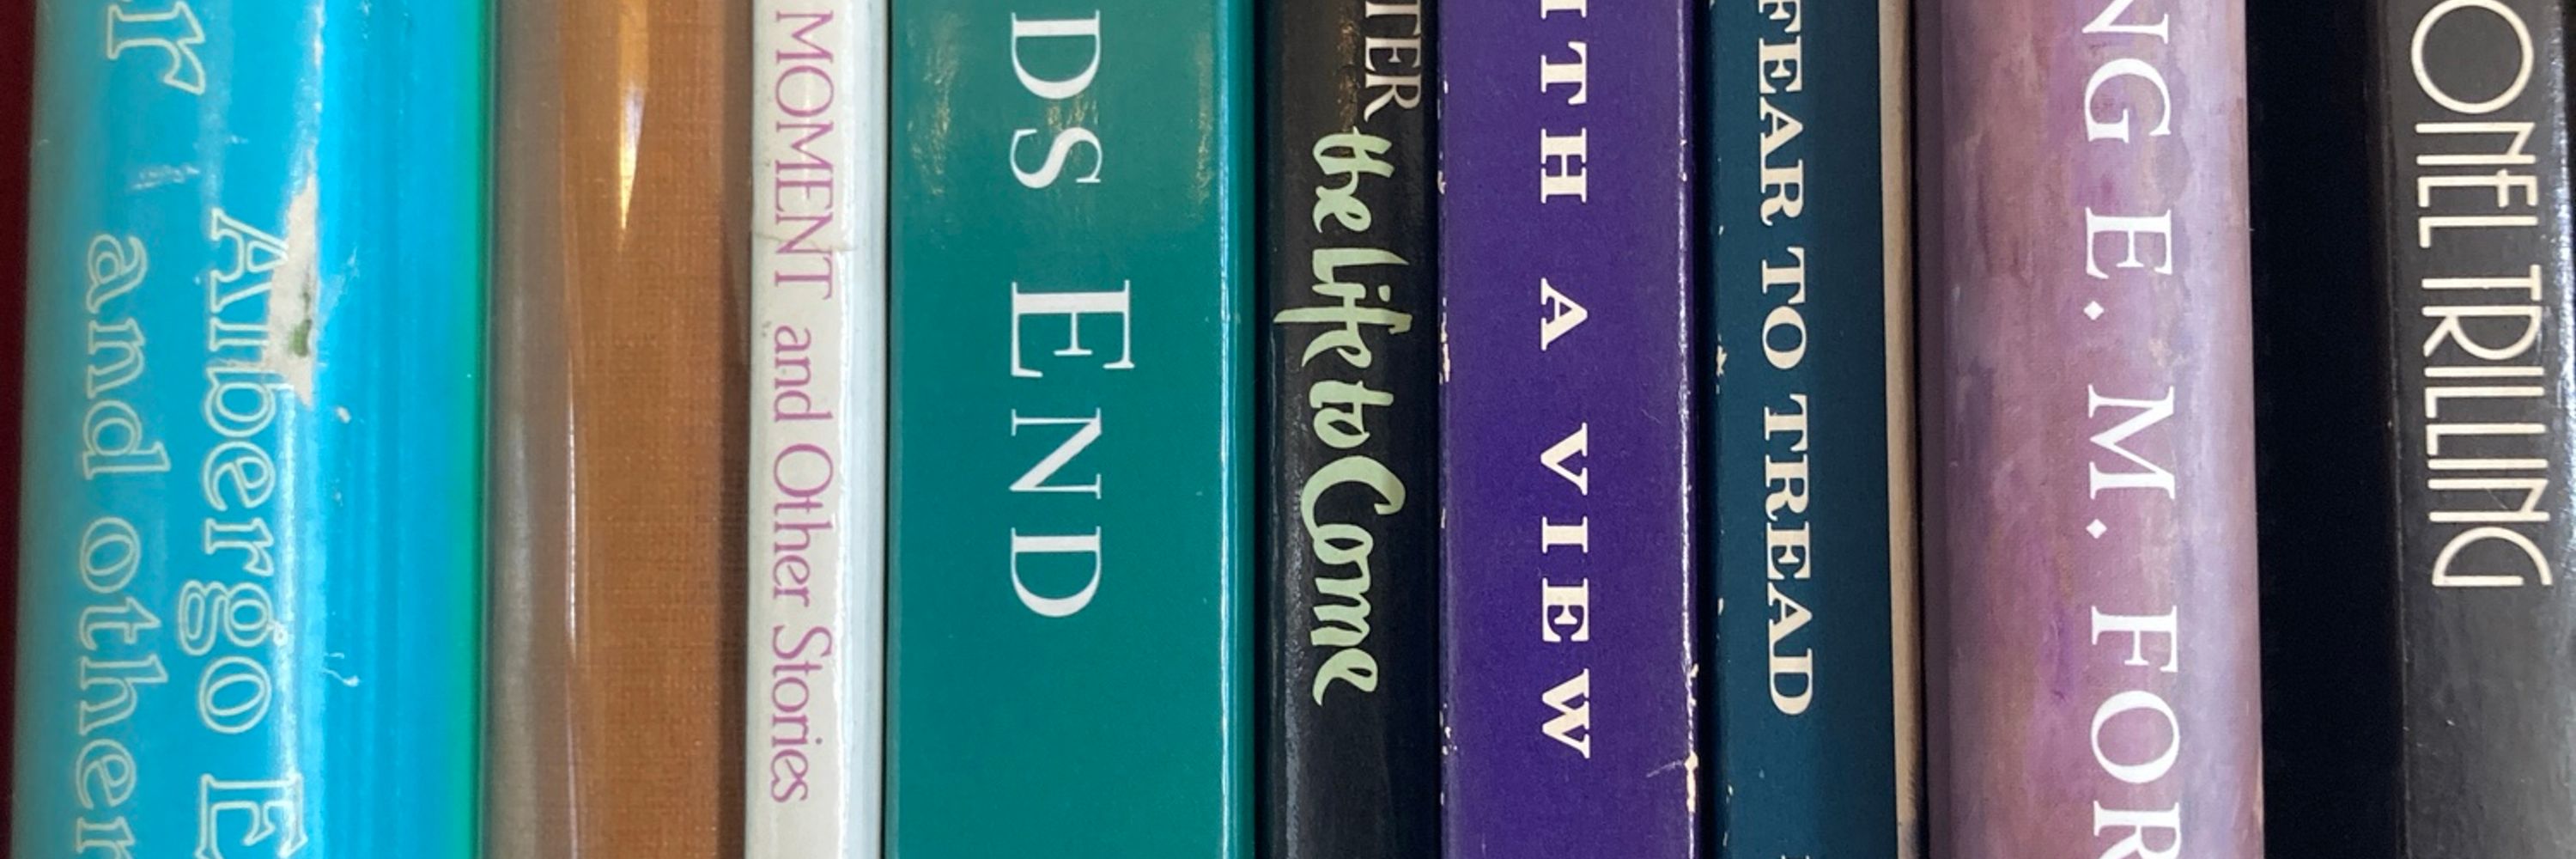 r Albergo E
and other
MOMENT and Other Stories
DS END
TER
the Life to Come
ITH A VIEW
FEAR TO TREAD
NG E. M. FOR
ONEL TRILLING